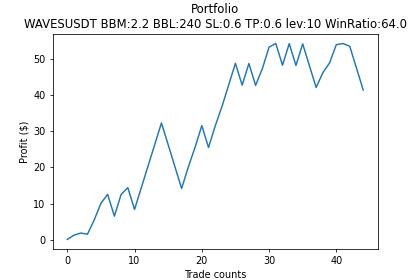 Portfolio
WAVESUSDT BBM:2.2 BBL:240 SL:0.6 TP:0.6 lev:10 WinRatio:64.0
50
40
30
20
10
0
Profit ($)
0 10 20 30 40
Trade counts